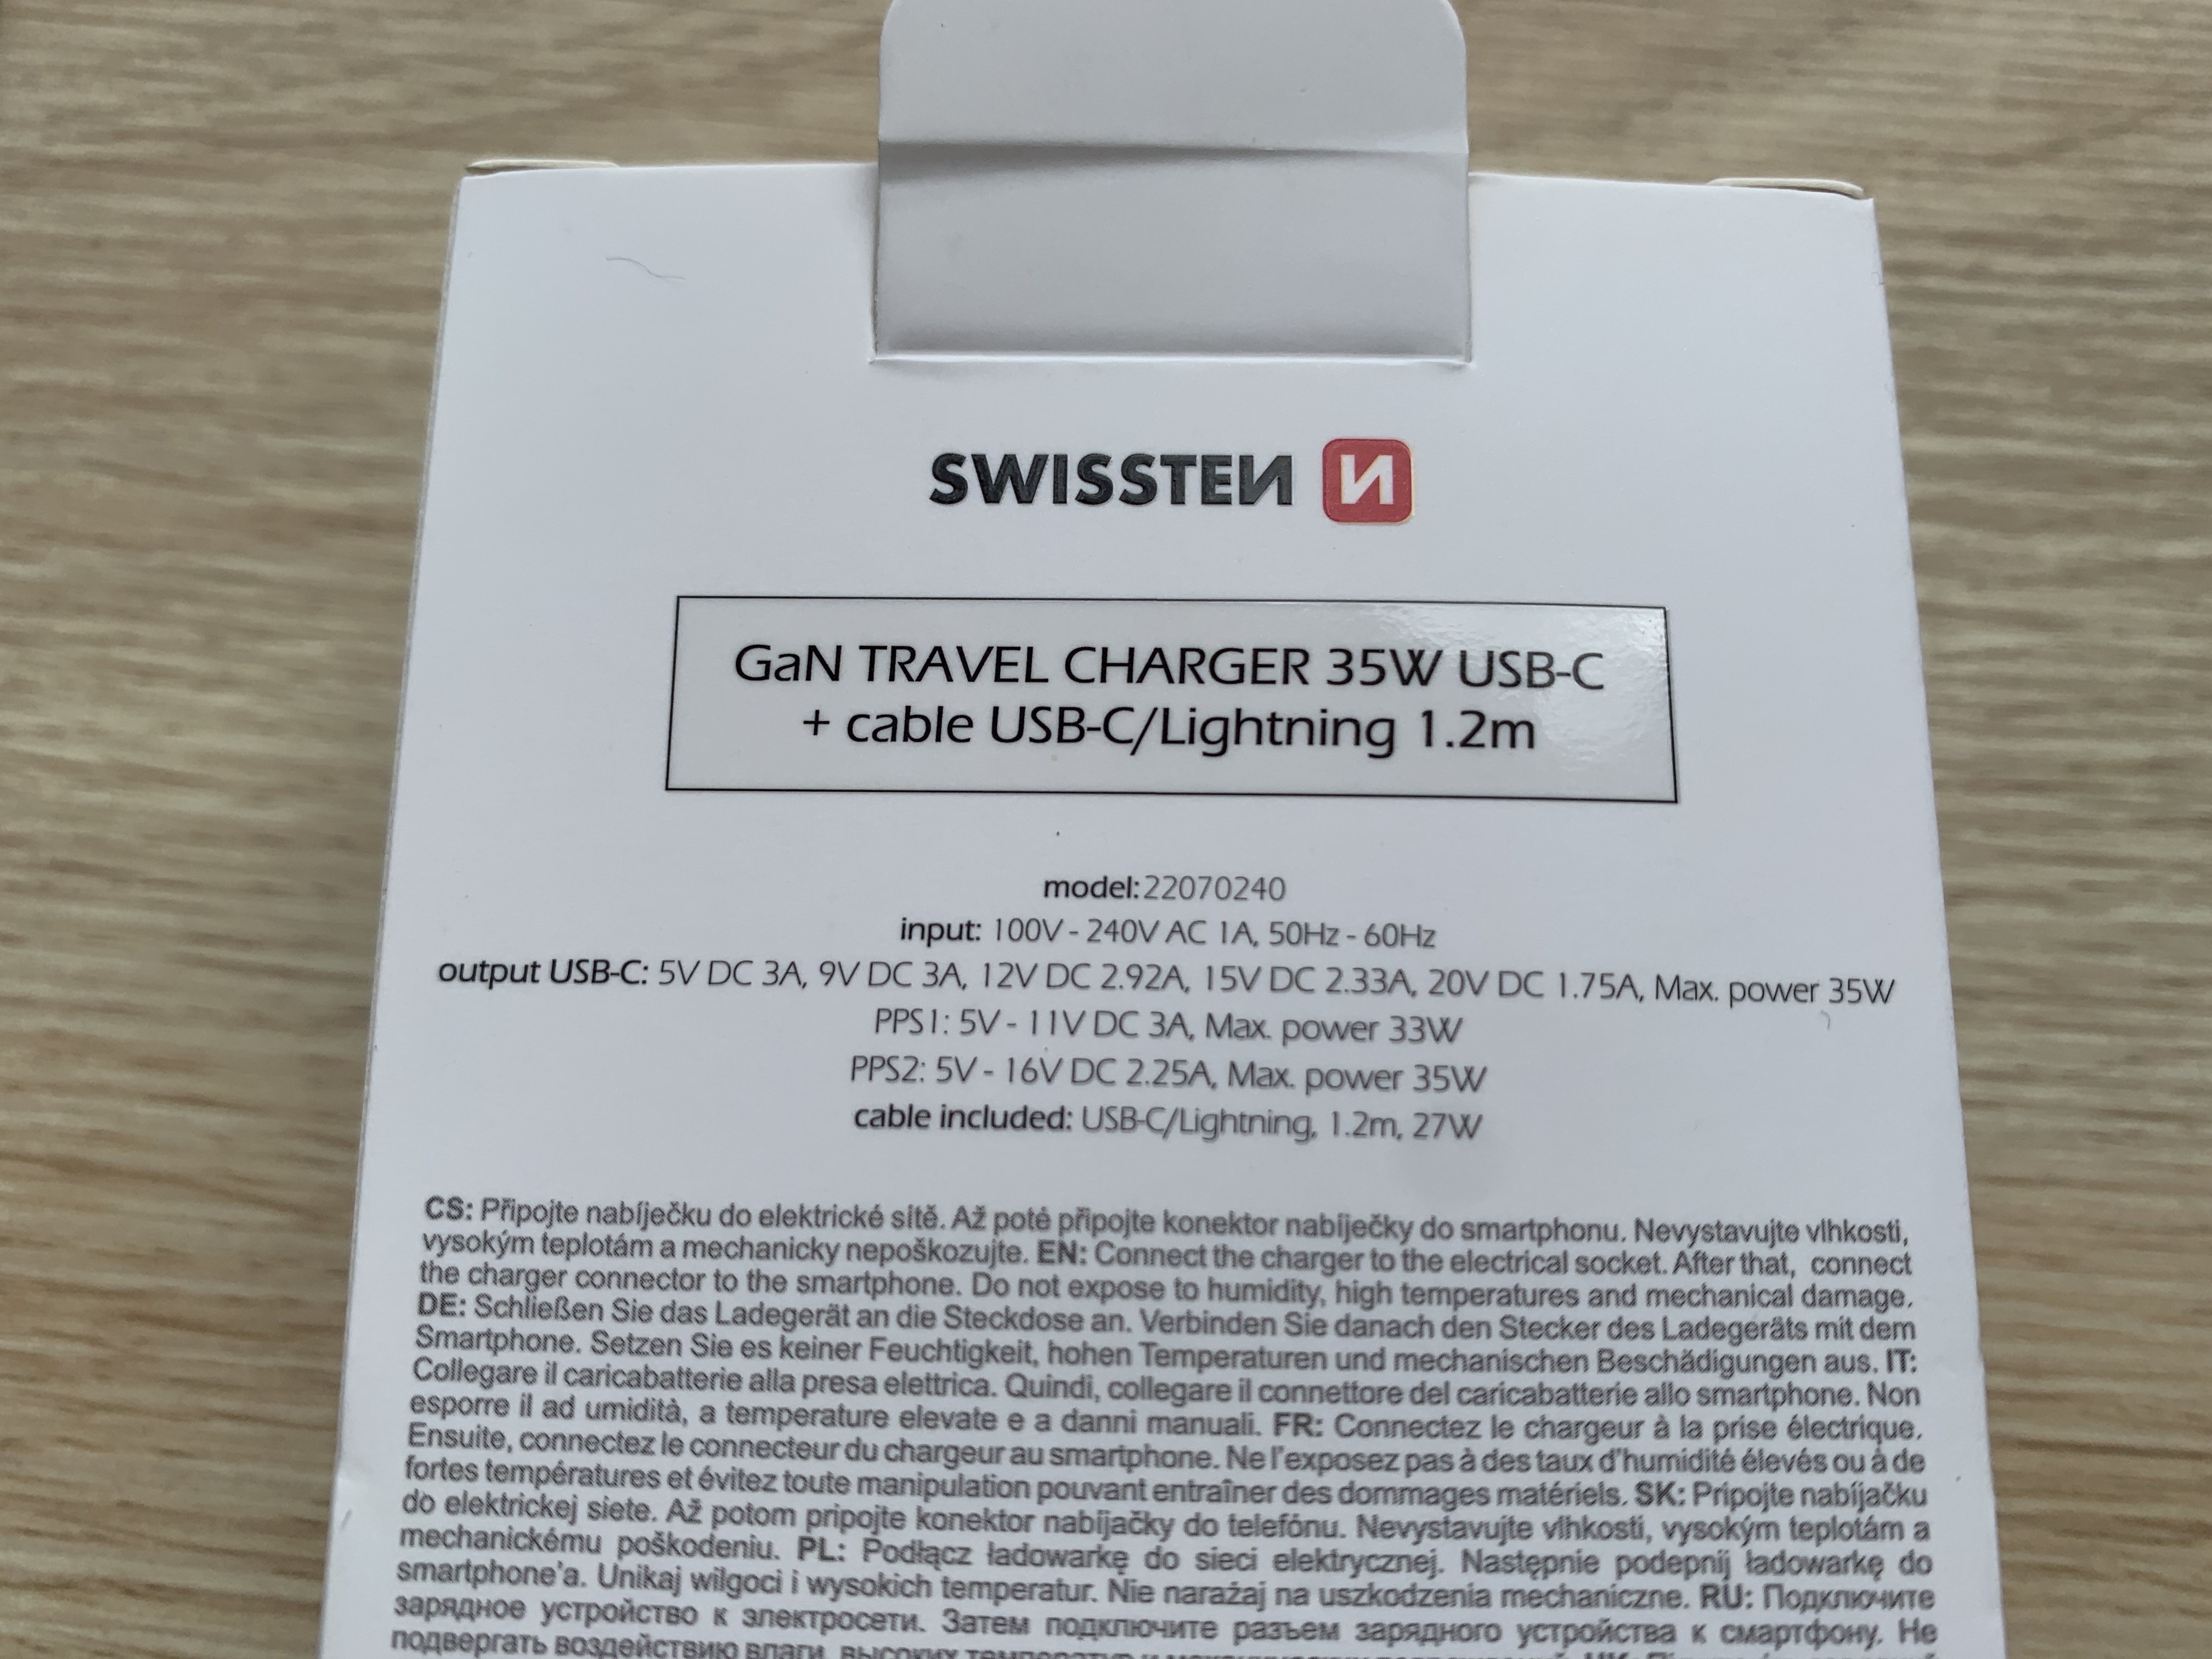 SWISSTEN N
GaN TRAVEL CHARGER 35W USB-C
+ cable USB-C/Lightning 1.2m
model:22070240
input: 100V - 240V AC 1A, 50Hz - 60Hz
output USB-C: 5V DC 3A, 9V DC 3A, 12V DC 2.92A, 15V DC 2.33A, 20V DC 1.75A, Max. power 35W
PPS1: 5V - 11V DC 3A, Max. power 33W
PPS2: 5V - 16V DC 2.25A, Max. power 35W
cable included: USB-C/Lightning, 1.2m, 27W
CS: Připojte nabíječku do elektrické sítě. Až poté připojte konektor nabíječky do smartphonu. Nevystavujte vlhkosti,
vysokým teplotám a mechanicky nepoškozujte. EN: Connect the charger to the electrical socket. After that, connect
the charger connector to the smartphone. Do not expose to humidity, high temperatures and mechanical damage.
DE: Schließen Sie das Ladegerät an die Steckdose an. Verbinden Sie danach den Stecker des Ladegeräts mit dem
Smartphone. Setzen Sie es keiner Feuchtigkeit, hohen Temperaturen und mechanischen Beschädigungen aus. IT:
Collegare il caricabatterie alla presa elettrica. Quindi, collegare il connettore del caricabatterie allo smartphone. Non
esporre il ad umidità, a temperature elevate e a danni manuali. FR: Connectez le chargeur à la prise électrique.
Ensuite, connectez le connecteur du chargeur au smartphone. Ne l'exposez pas à des taux d'humidité élevés ou à de
fortes températures et évitez toute manipulation pouvant entraîner des dommages matériels. SK: Pripojte nabíjačku
do elektrickej siete. Až potom pripojte konektor nabíjačky do telefónu. Nevystavujte vlhkosti, vysokým teplotám a
mechanickému poškodeniu. PL: Podłącz ładowarkę do sieci elektrycznej. Następnie podepnij ładowarkę do
smartphone'a. Unikaj wilgoci i wysokich temperatur. Nie narażaj na uszkodzenia mechaniczne. RU: Подключите
зарядное устройство к электросети. Затем подключите разъем зарядного устройства к смартфону. Не
подвергать воздействию влаги, высоких